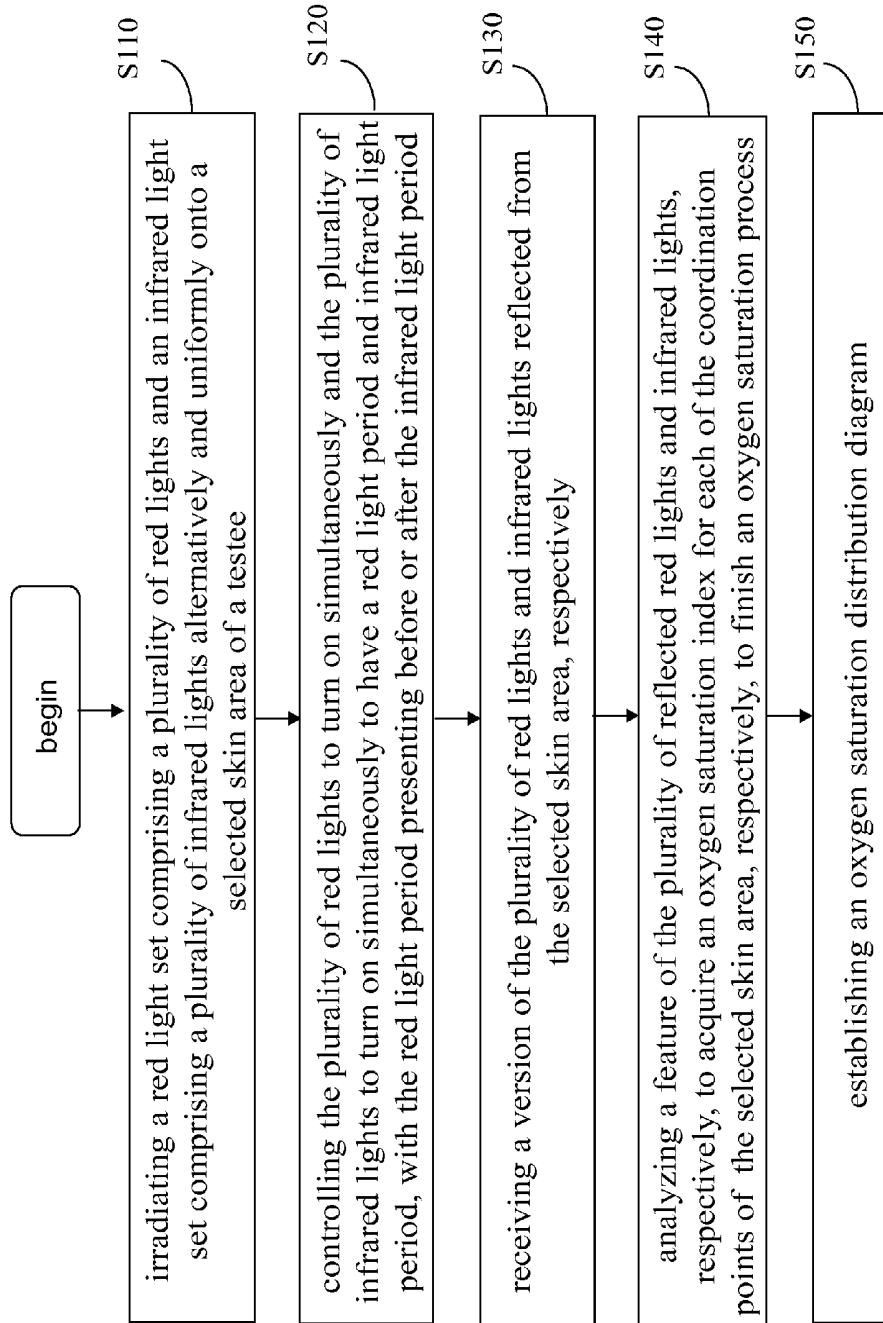 begin
S110
irradiating a red light set comprising a plurality of red lights and an infrared light
set comprising a plurality of infrared lights alternatively and uniformly onto a
selected skin area of a testee
S120
controlling the plurality of red lights to turn on simultaneously and the plurality of
infrared lights to turn on simultaneously to have a red light period and infrared light
period, with the red light period presenting before or after the infrared light period
S130
receiving a version of the plurality of red lights and infrared lights reflected from
the selected skin area, respectively
S140
analyzing a feature of the plurality of reflected red lights and infrared lights,
respectively, to acquire an oxygen saturation index for each of the coordination
points of the selected skin area, respectively, to finish an oxygen saturation process
S150
establishing an oxygen saturation distribution diagram